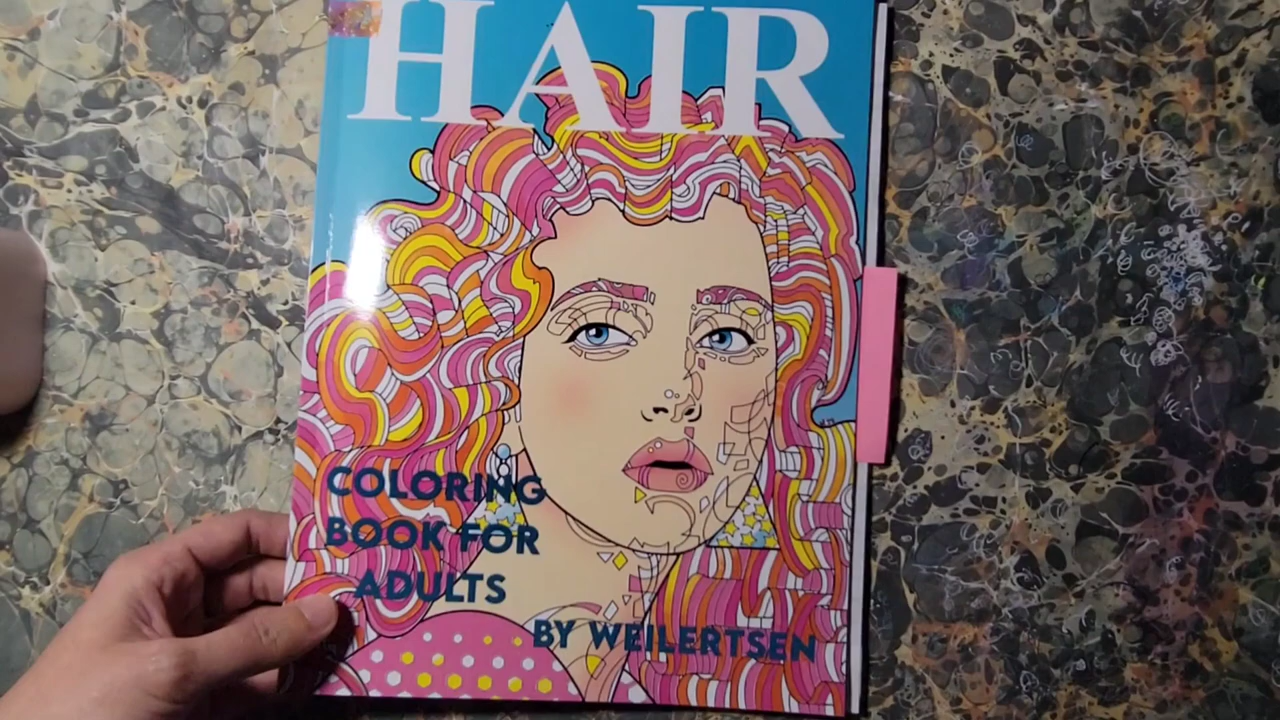 HAIR
COLORING
BOOK FOR
ADULTS
BY WEILERTSEN